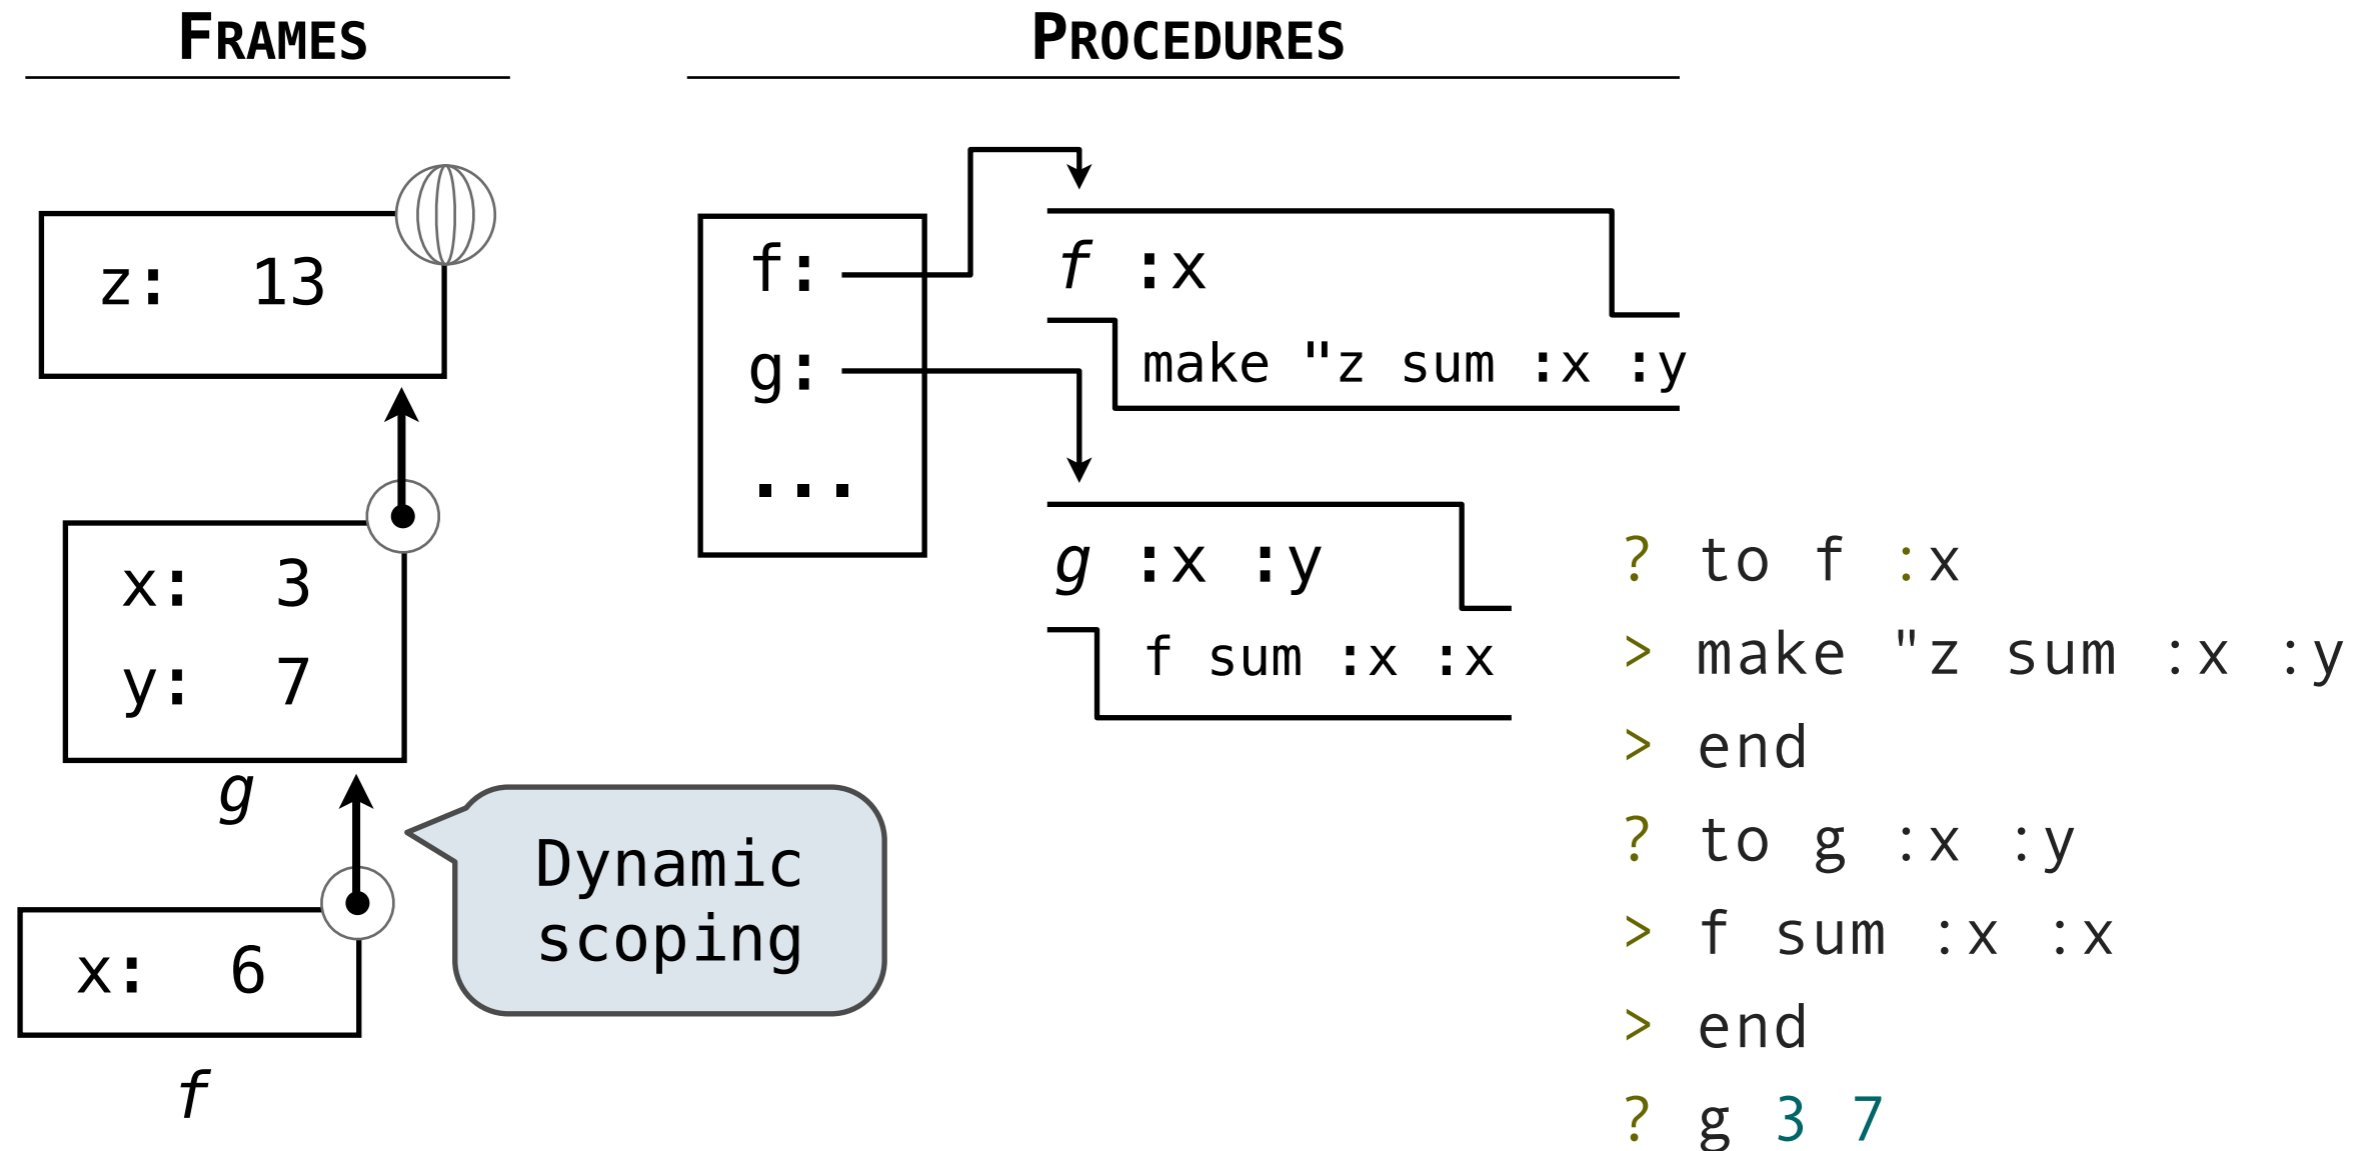 FRAMES
z: 13
x: 3
y: 7
g
x: 6
f
Dynamic
scoping
PROCEDURES
f:
g:
...
f :x
make "z sum :x :y
g :x :y
f sum :x :x
? to f :x
> make "z sum :x :y
> end
? to g :x :y
> f sum :x :x
> end
? g 3 7